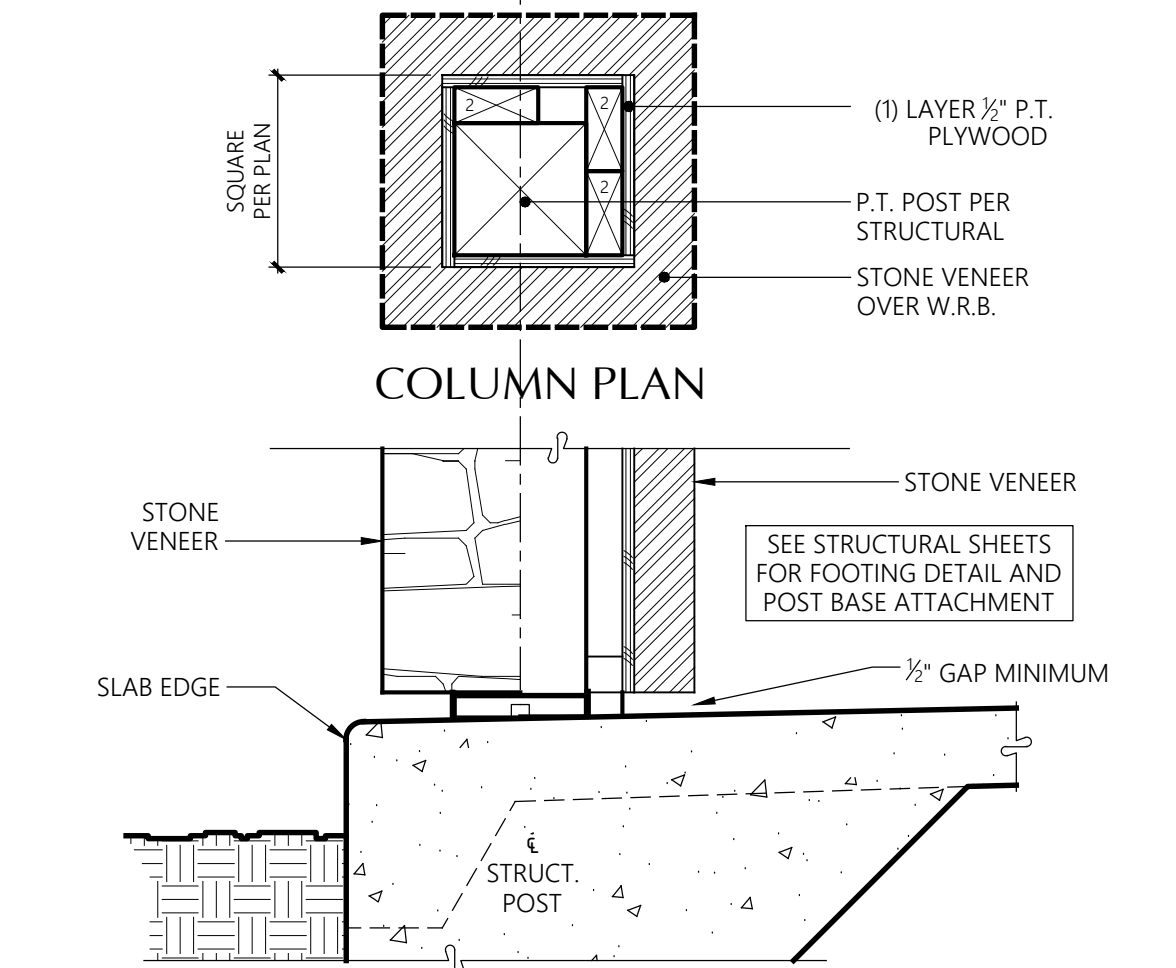 SQUARE
PER PLAN
2
2
2
(1) LAYER ½" P.T.
PLYWOOD
P.T. POST PER
STRUCTURAL
STONE VENEER
OVER W.R.B.
COLUMN PLAN
STONE
VENEER
STONE VENEER
SEE STRUCTURAL SHEETS
FOR FOOTING DETAIL AND
POST BASE ATTACHMENT
SLAB EDGE
½" GAP MINIMUM
℄
STRUCT.
POST